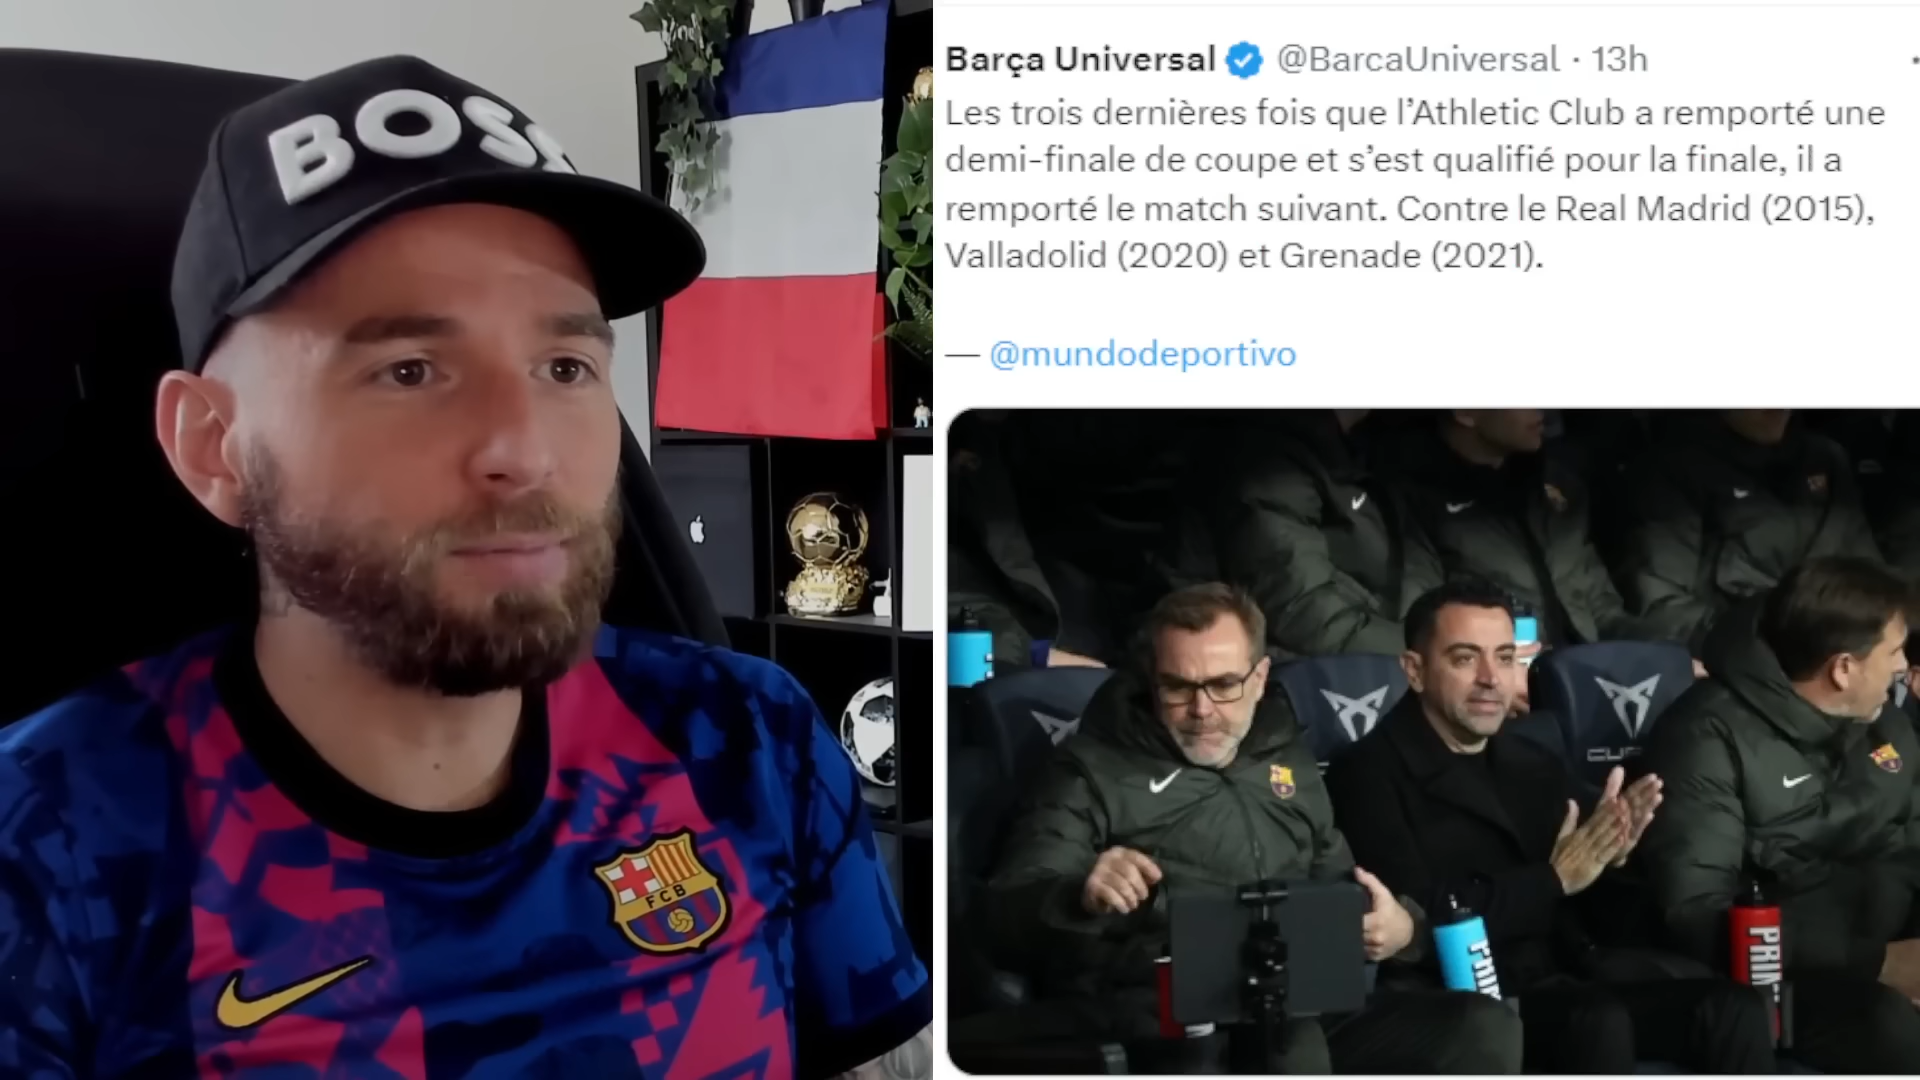 BOSS
FCB
Barça Universal @BarcaUniversal · 13h
Les trois dernières fois que l’Athletic Club a remporté une
demi-finale de coupe et s’est qualifié pour la finale, il a
remporté le match suivant. Contre le Real Madrid (2015),
Valladolid (2020) et Grenade (2021).
— @mundodeportivo
PRIME